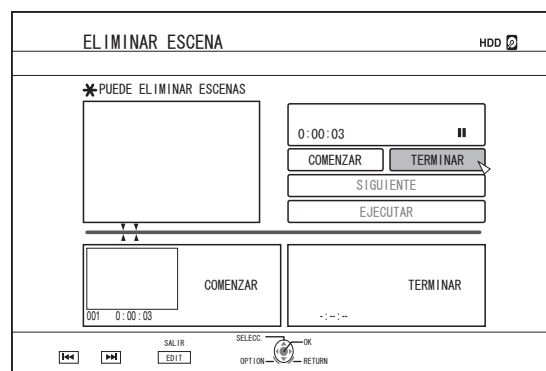 ELIMINAR ESCENA
HDD
PUEDE ELIMINAR ESCENAS
0:00:03
COMENZAR TERMINAR
SIGUIENTE
EJECUTAR
COMENZAR
001 0:00:03
TERMINAR
-:--:--
SALIR
EDIT
SELECC.
OK
OPTION
RETURN